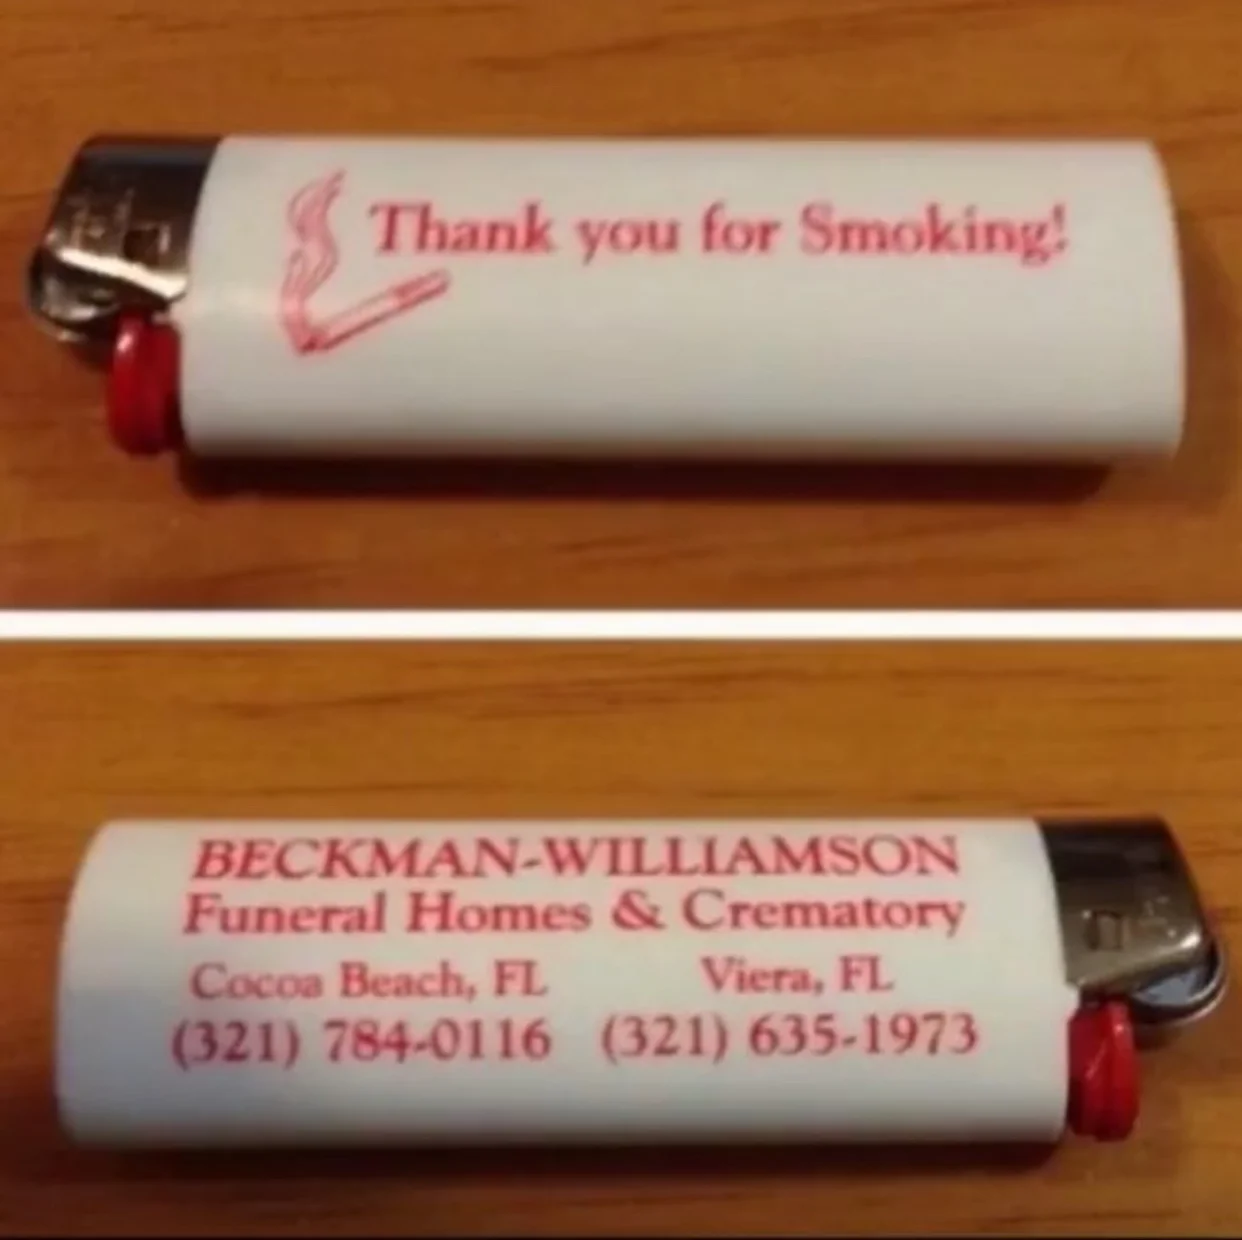 Thank you for Smoking!
BECKMAN-WILLIAMSON
Funeral Homes & Crematory
Cocoa Beach, FL Viera, FL
(321) 784-0116 (321) 635-1973